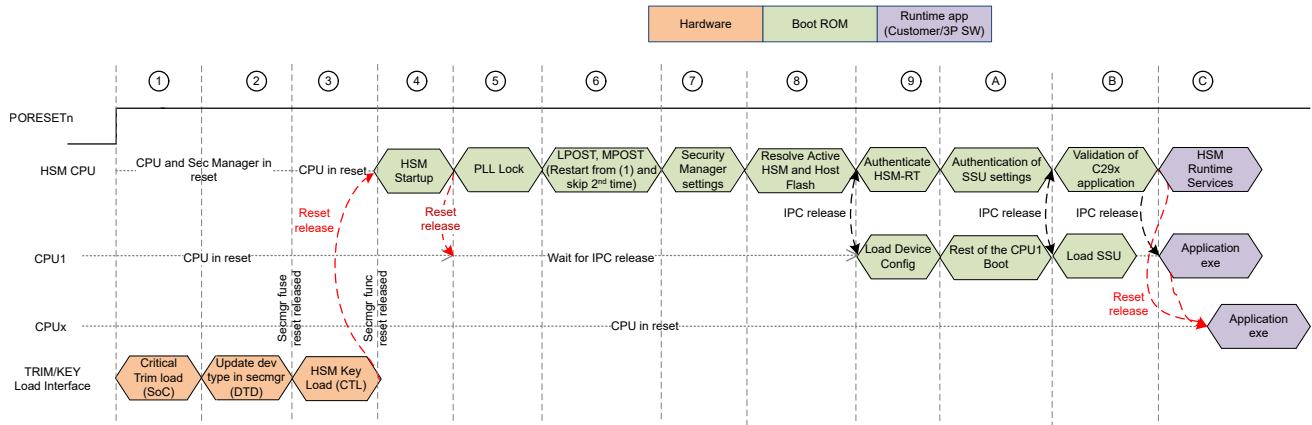 Hardware
Boot ROM
Runtime app
(Customer/3P SW)
1
2
3
4
5
6
7
8
9
A
B
C
PORESETn
HSM CPU
CPU and Sec Manager in
reset
CPU in reset
HSM
Startup
PLL Lock
LPOST, MPOST
(Restart from (1) and
skip 2nd time)
Security
Manager
settings
Resolve Active
HSM and Host
Flash
Authenticate
HSM-RT
Authentication of
SSU settings
Validation of
C29x
application
HSM
Runtime
Services
Reset
release
Reset
release
IPC release
IPC release
IPC release
CPU1
CPU in reset
Wait for IPC release
Load Device
Config
Rest of the CPU1
Boot
Load SSU
Application
exe
Secmgr fuse
reset released
Secmgr func
reset released
Reset
release
CPUx
CPU in reset
Application
exe
TRIM/KEY
Load Interface
Critical
Trim load
(SoC)
Update dev
type in secmgr
(DTD)
HSM Key
Load (CTL)